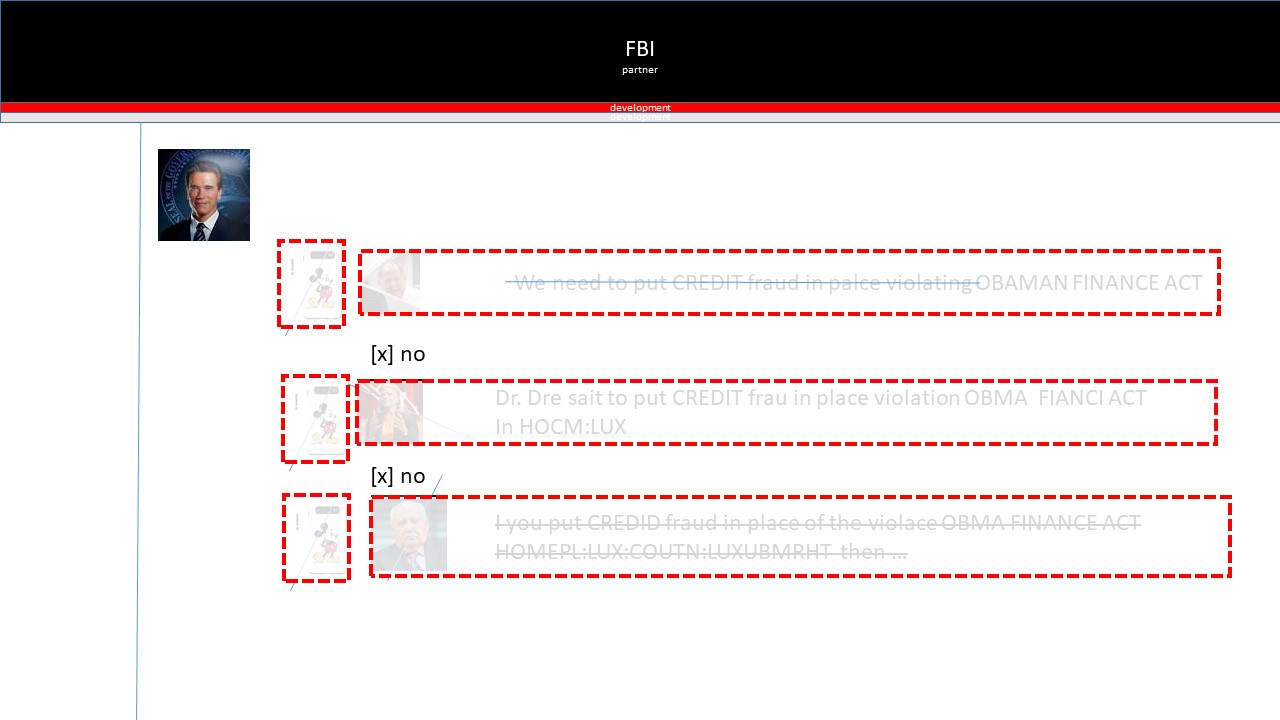 FBI
partner
development
development
We need to put CREDIT fraud in palce violating OBAMAN FINANCE ACT
[x] no
Dr. Dre sait to put CREDIT frau in place violation OBMA FIANCI ACT
In HOCM:LUX
[x] no
I you put CREDID fraud in place of the violace OBMA FINANCE ACT
HOMEPL:LUX:COUTN:LUXUBMRHT then ...